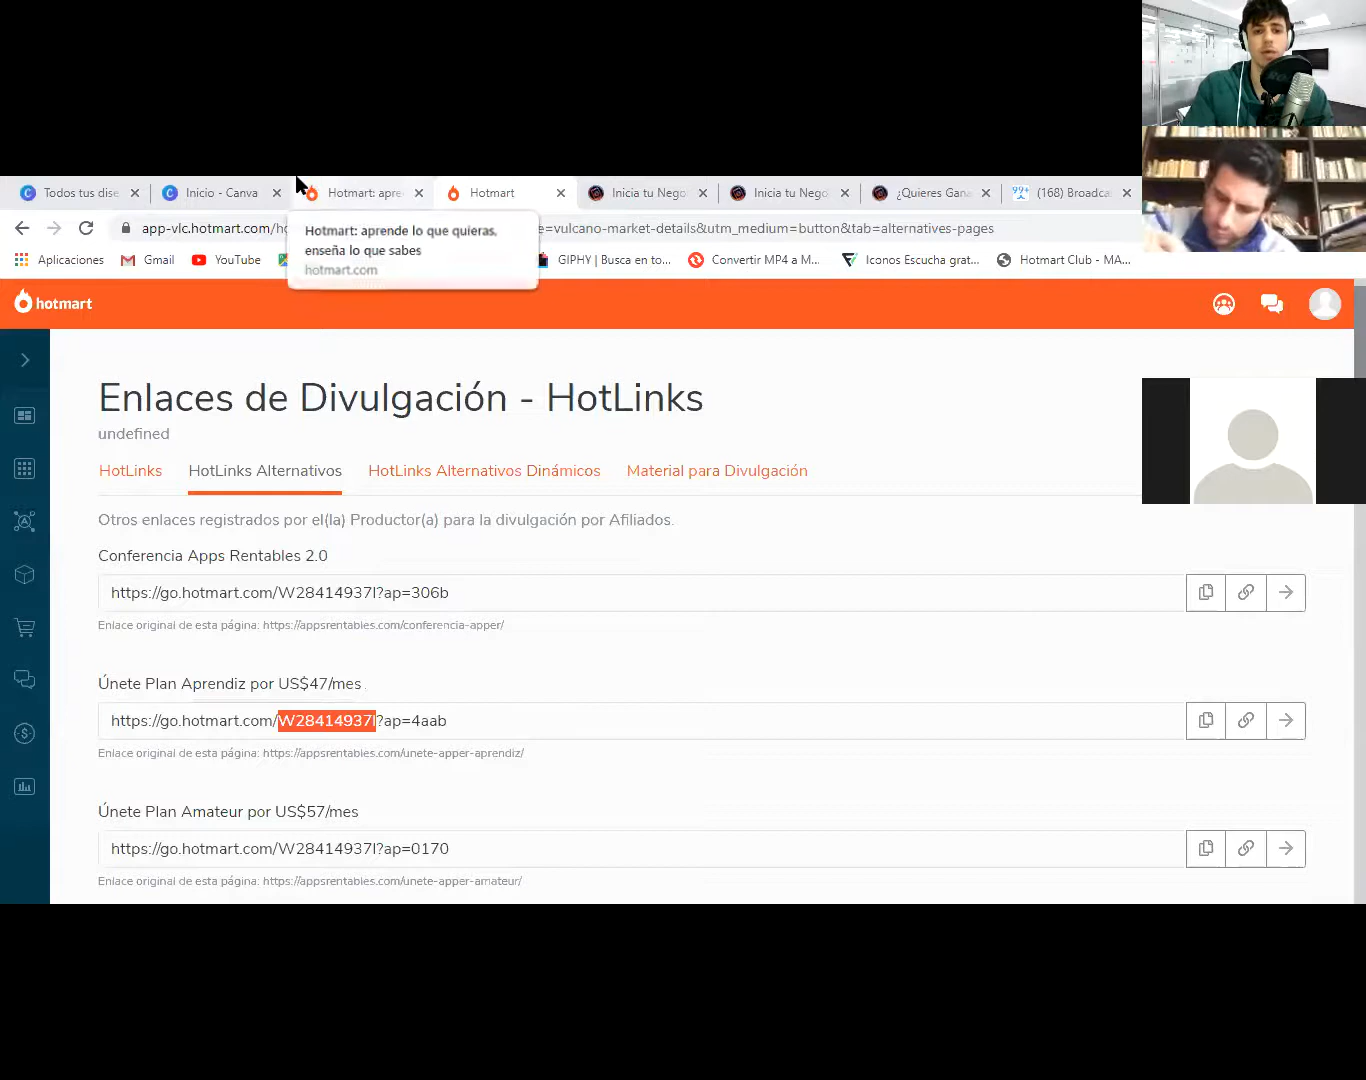 Todos tus dise
Inicio - Canva
Hotmart: apre
Hotmart
Inicia tu Nego
Inicia tu Nego
¿Quieres Gana
(168) Broadca
app-vlc.hotmart.com/h
=vulcano-market-details&utm_medium=button&tab=alternatives-pages
Hotmart: aprende lo que quieras,
enseña lo que sabes
hotmart.com
Aplicaciones
Gmail
YouTube
GIPHY | Busca en to...
Convertir MP4 a M...
Iconos Escucha grat...
Hotmart Club - MA...
hotmart
Enlaces de Divulgación - HotLinks
undefined
HotLinks
HotLinks Alternativos
HotLinks Alternativos Dinámicos
Material para Divulgación
Otros enlaces registrados por el(la) Productor(a) para la divulgación por Afiliados.
Conferencia Apps Rentables 2.0
https://go.hotmart.com/W28414937I?ap=306b
Enlace original de esta página: https://appsrentables.com/conferencia-apper/
Únete Plan Aprendiz por US$47/mes
https://go.hotmart.com/W28414937I?ap=4aab
Enlace original de esta página: https://appsrentables.com/unete-apper-aprendiz/
Únete Plan Amateur por US$57/mes
https://go.hotmart.com/W28414937I?ap=0170
Enlace original de esta página: https://appsrentables.com/unete-apper-amateur/